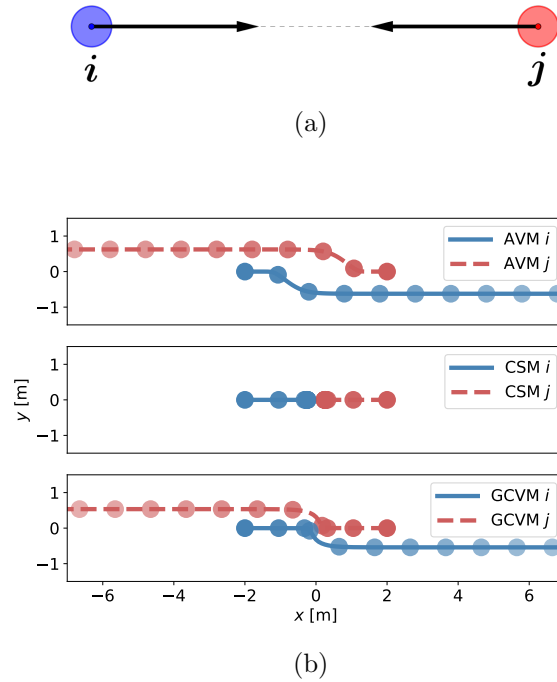 i
j
(a)
1
0
−1
AVM i
AVM j
1
0
−1
y [m]
CSM i
CSM j
1
0
−1
GCVM i
GCVM j
−6 −4 −2 0 2 4 6
x [m]
(b)